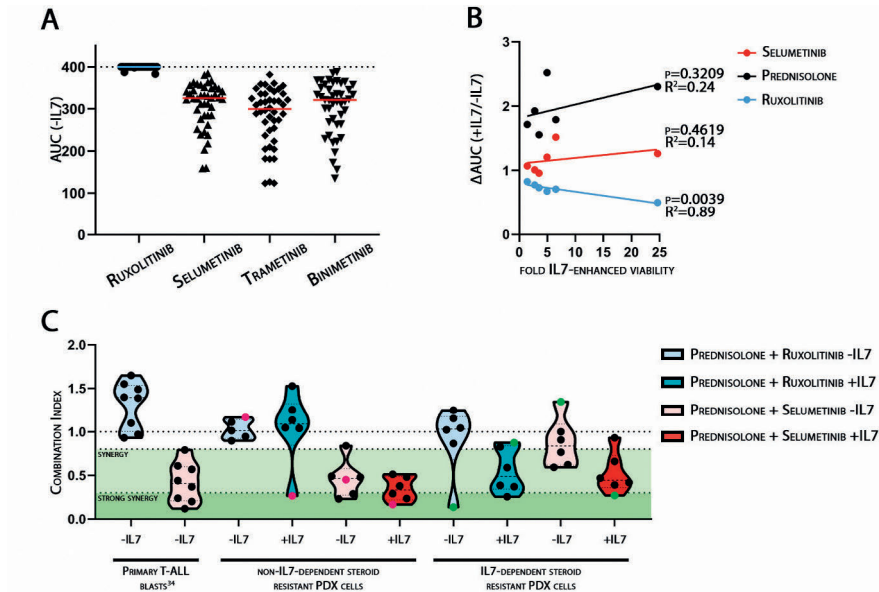 A
AUC (-IL7)
400
300
200
100
0
Ruxolitinib
Selumetinib
Trametinib
Binimetinib
B
ΔAUC (+IL7/-IL7)
3
2
1
0
0
5
10
15
20
25
FOLD IL7-ENHANCED VIABILITY
P=0.3209
R²=0.24
P=0.4619
R²=0.14
P=0.0039
R²=0.89
Selumetinib
Prednisolone
Ruxolitinib
C
Combination Index
2.0
1.5
1.0
0.5
0.0
SYNERGY
STRONG SYNERGY
-IL7
-IL7
-IL7
+IL7
-IL7
+IL7
-IL7
+IL7
-IL7
+IL7
Primary T-ALL
blasts³⁴
non-IL7-dependent steroid
resistant PDX cells
IL7-dependent steroid
resistant PDX cells
Prednisolone + Ruxolitinib -IL7
Prednisolone + Ruxolitinib +IL7
Prednisolone + Selumetinib -IL7
Prednisolone + Selumetinib +IL7